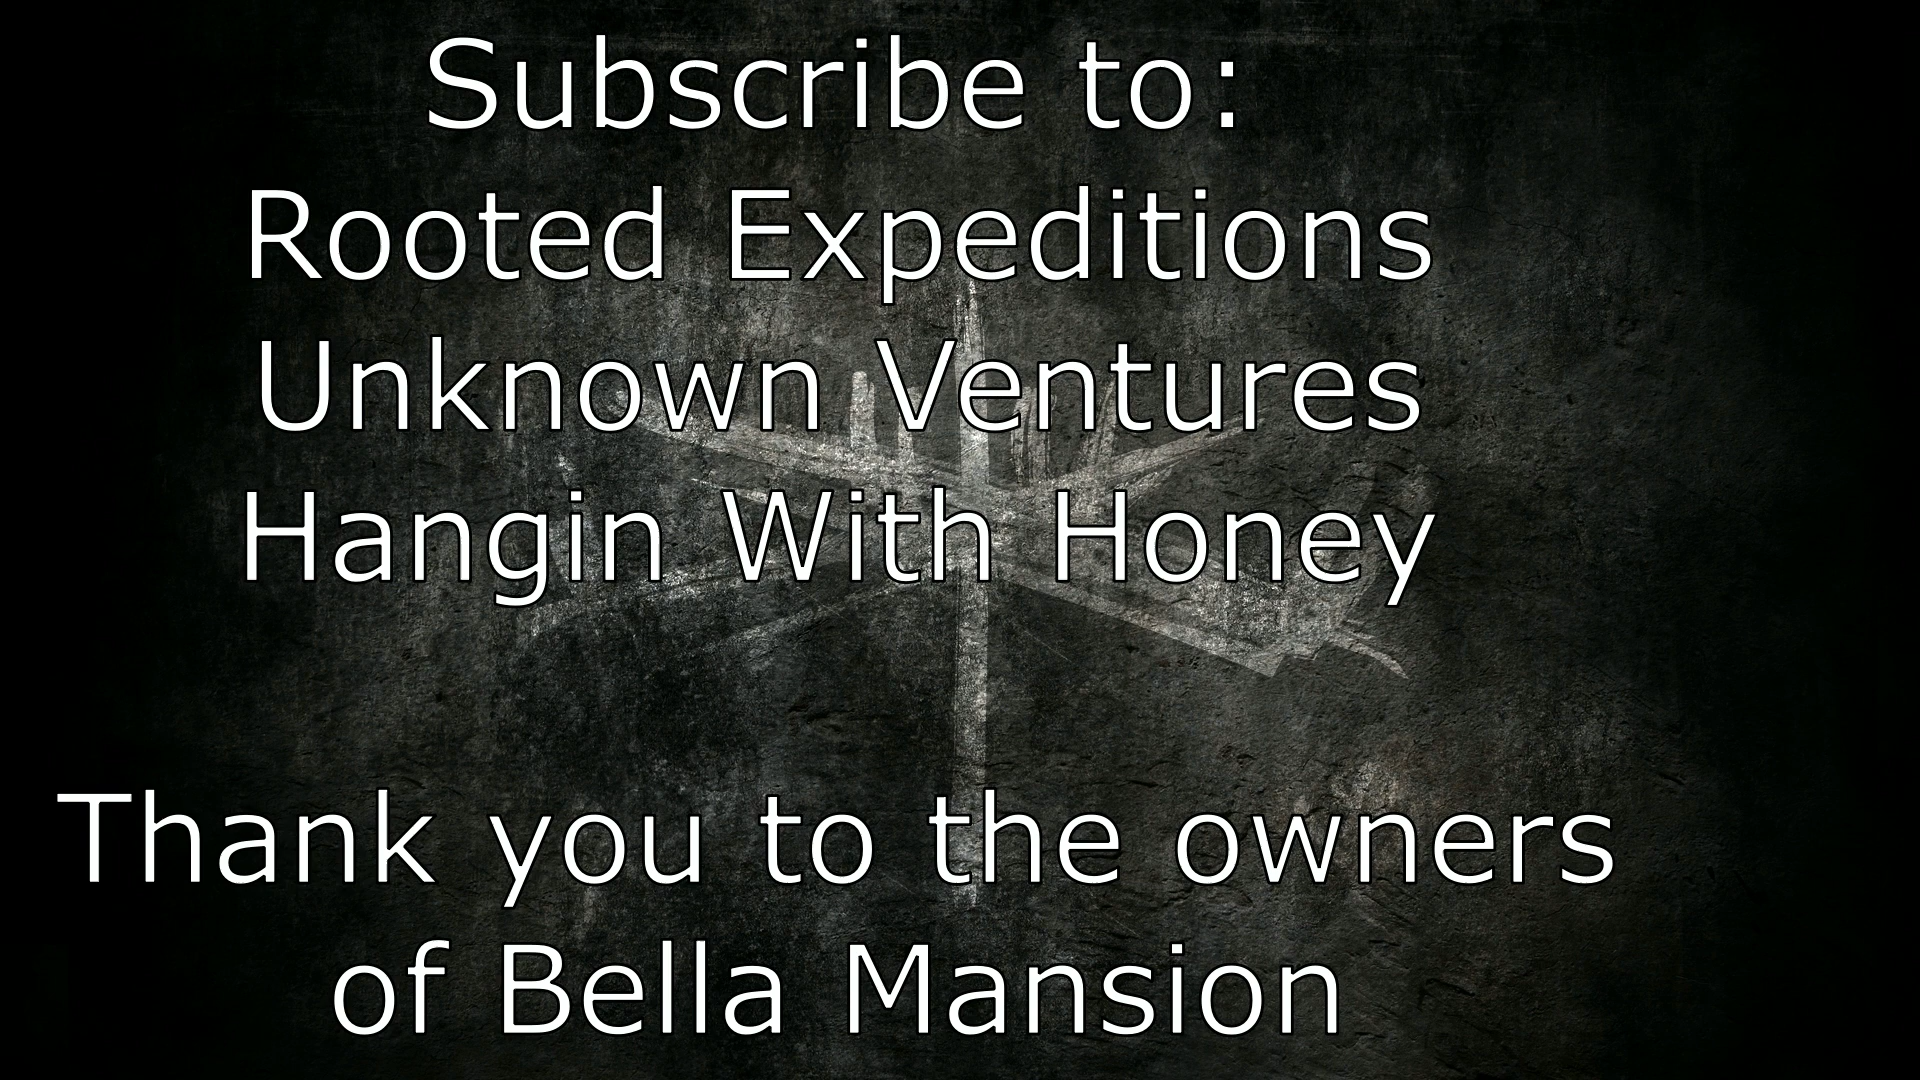 Subscribe to:
Rooted Expeditions
Unknown Ventures
Hangin With Honey
Thank you to the owners
of Bella Mansion